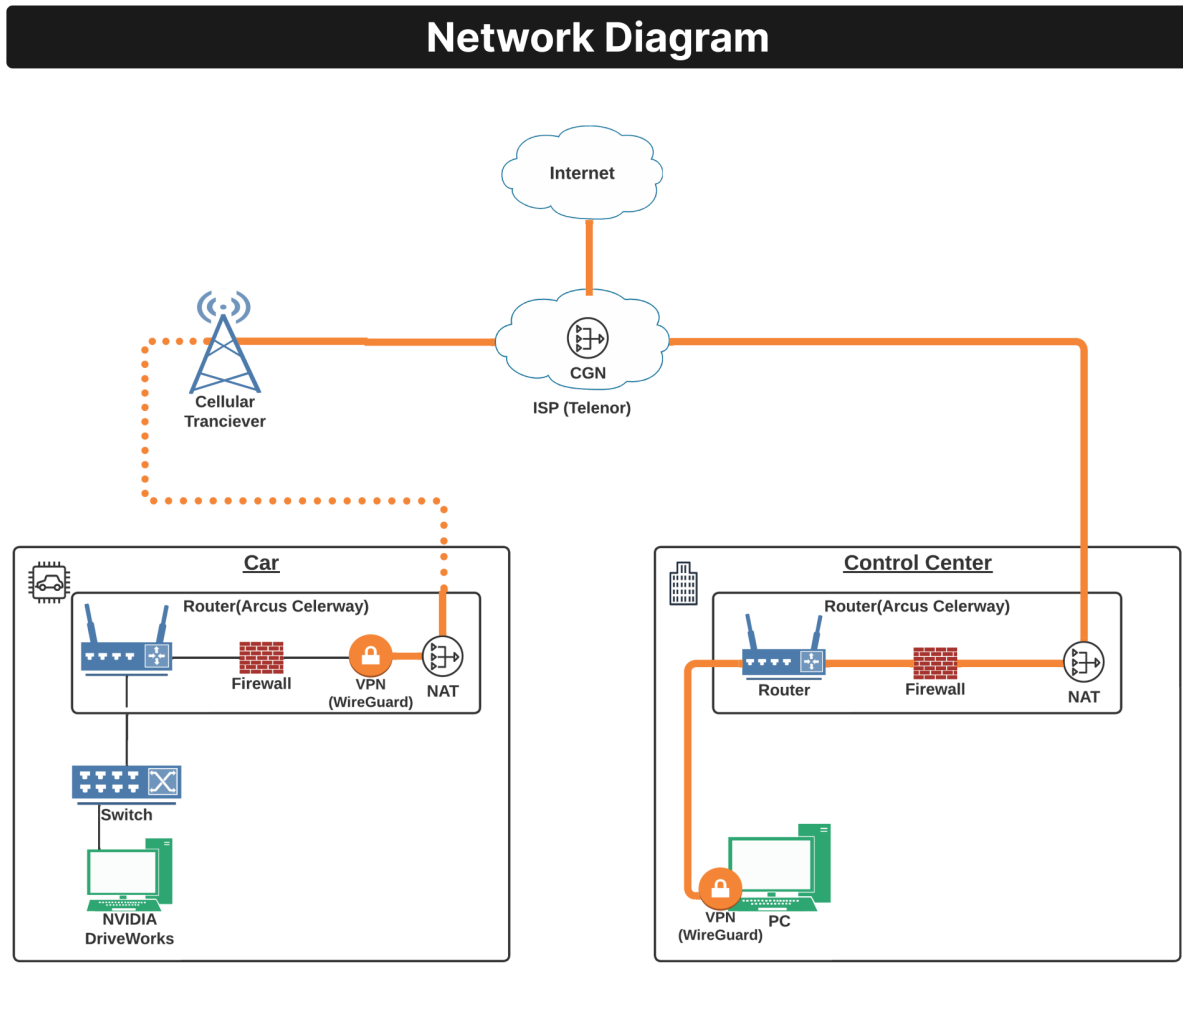 Network Diagram
Internet
CGN
ISP (Telenor)
Cellular
Tranciever
Car
Router(Arcus Celerway)
Firewall
VPN
(WireGuard)
NAT
Switch
NVIDIA
DriveWorks
Control Center
Router(Arcus Celerway)
Router
Firewall
NAT
VPN
(WireGuard)
PC